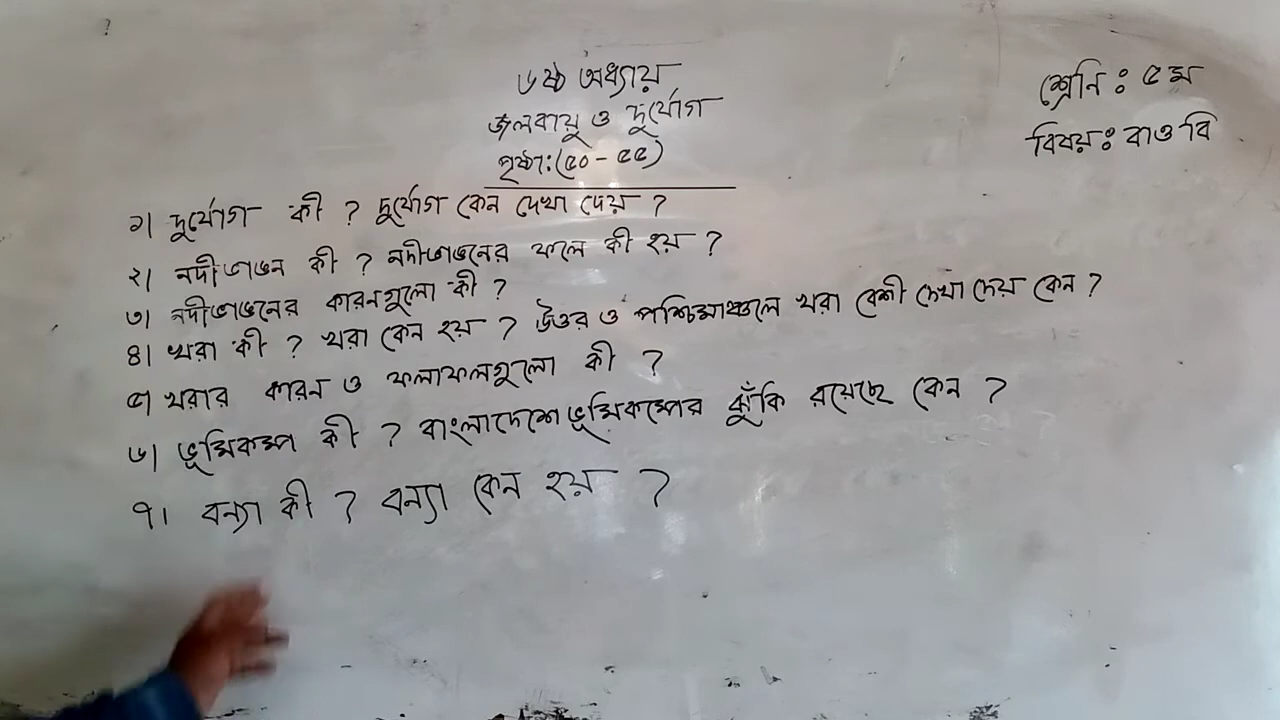 ৬ষ্ঠ অধ্যায়
জলবায়ু ও দুর্যোগ
পৃষ্ঠা:(৫০-৫৫)
শ্রেনি: ৫ম
বিষয়: বাওবি
১। দুর্যোগ কী ? দুর্যোগ কেন দেখা দেয় ?
২। নদীভাঙন কী ? নদীভাঙনের ফলে কী হয় ?
৩। নদীভাঙনের কারনগুলো কী ?
৪। খরা কী ? খরা কেন হয় ? উত্তর ও পশ্চিমাঞ্চলে খরা বেশী দেখা দেয় কেন ?
৫। খরার কারন ও ফলাফলগুলো কী ?
৬। ভূমিকম্প কী ? বাংলাদেশে ভূমিকম্পের ঝুঁকি রয়েছে কেন ?
৭। বন্যা কী ? বন্যা কেন হয় ?